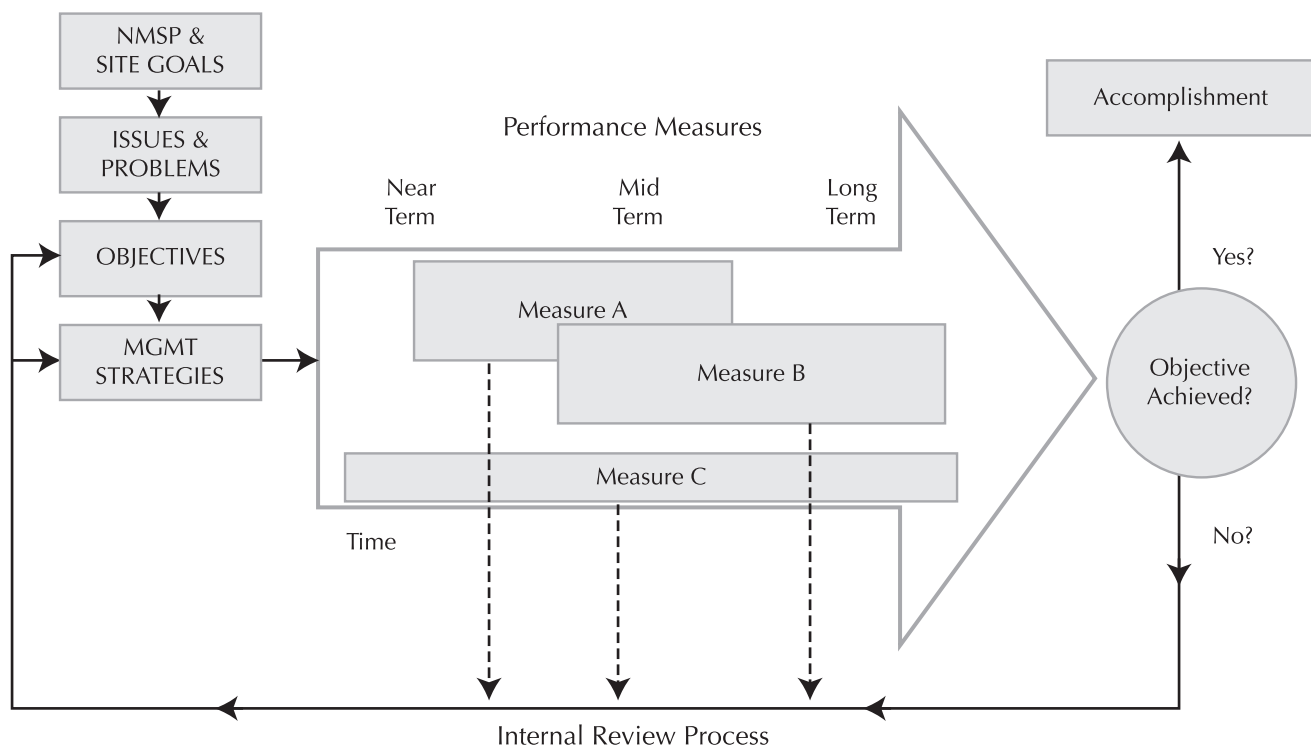 NMSP &
SITE GOALS
ISSUES &
PROBLEMS
OBJECTIVES
MGMT
STRATEGIES
Performance Measures
Near
Term
Mid
Term
Long
Term
Measure A
Measure B
Measure C
Time
Accomplishment
Yes?
Objective
Achieved?
No?
Internal Review Process